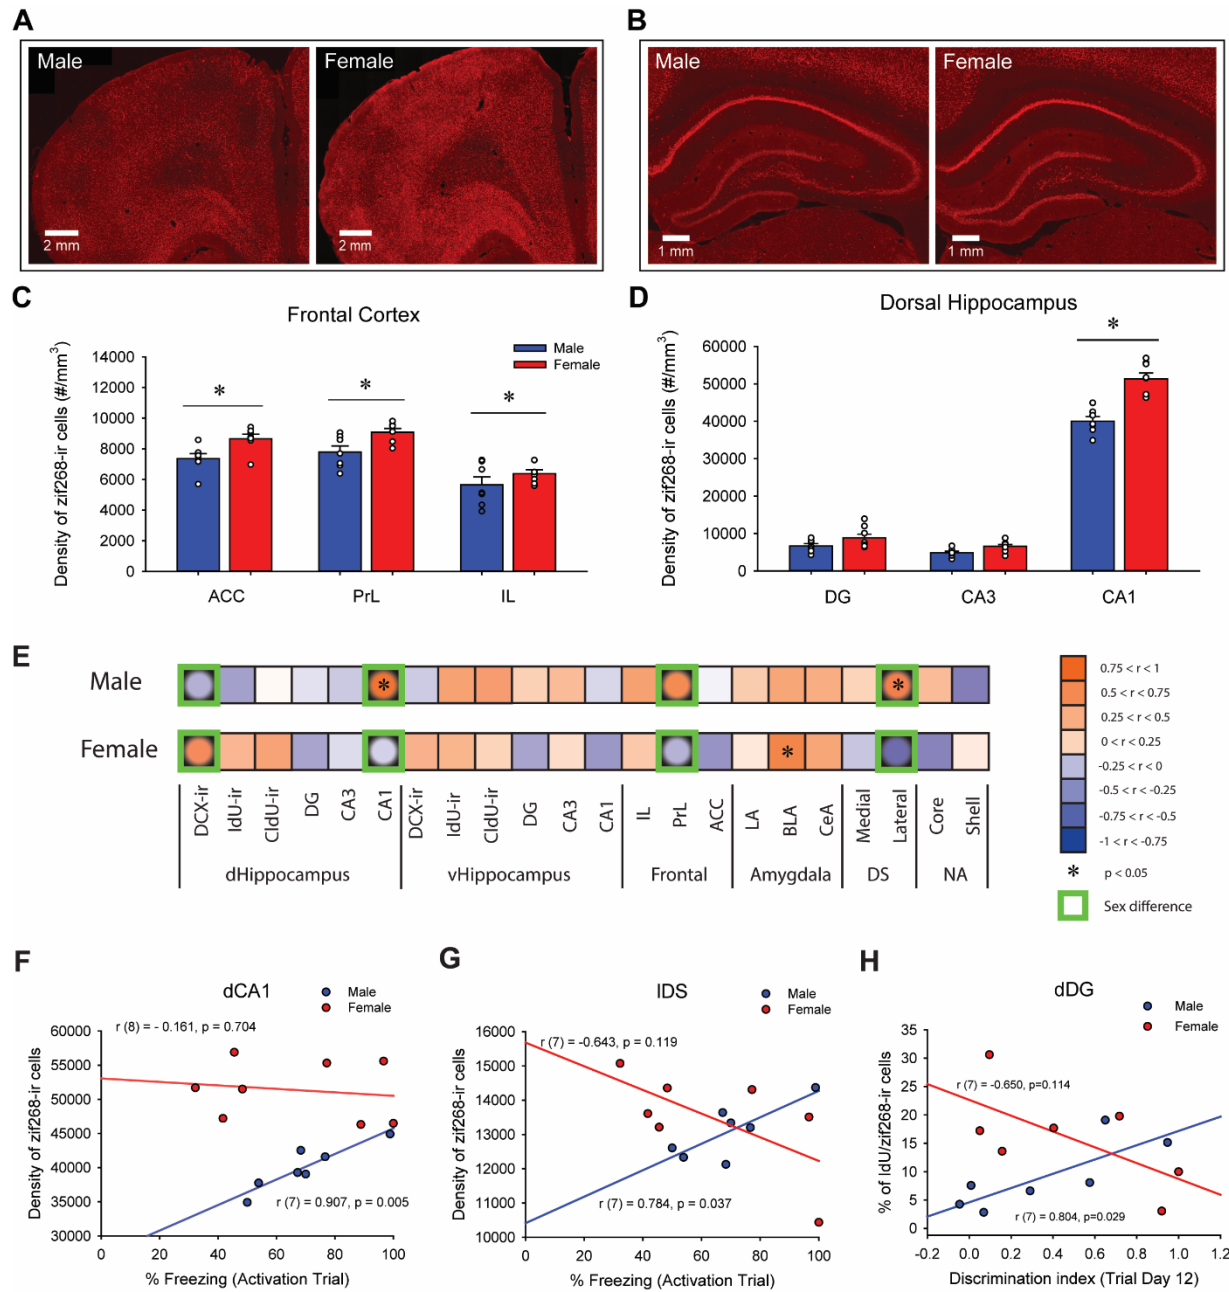 A
B
Male
Female
Male
Female
2 mm
2 mm
1 mm
1 mm
C
D
Frontal Cortex
Dorsal Hippocampus
Male
Female
Density of zif268-ir cells (#/mm³)
14000
12000
10000
8000
6000
4000
2000
0
*
*
*
ACC
PrL
IL
Density of zif268-ir cells (#/mm³)
60000
50000
40000
30000
20000
10000
0
*
DG
CA3
CA1
E
Male
*
*
Female
*
DCX-ir
IdU-ir
CldU-ir
DG
CA3
CA1
DCX-ir
IdU-ir
CldU-ir
DG
CA3
CA1
IL
PrL
ACC
LA
BLA
CeA
Medial
Lateral
Core
Shell
dHippocampus
vHippocampus
Frontal
Amygdala
DS
NA
0.75 < r < 1
0.5 < r < 0.75
0.25 < r < 0.5
0 < r < 0.25
-0.25 < r < 0
-0.5 < r < -0.25
-0.75 < r < -0.5
-1 < r < -0.75
* p < 0.05
Sex difference
F
dCA1
Male
Female
r (8) = - 0.161, p = 0.704
r (7) = 0.907, p = 0.005
Density of zif268-ir cells
60000
55000
50000
45000
40000
35000
30000
0
20
40
60
80
100
% Freezing (Activation Trial)
G
lDS
Male
Female
r (7) = -0.643, p = 0.119
r (7) = 0.784, p = 0.037
Density of zif268-ir cells
16000
15000
14000
13000
12000
11000
10000
0
20
40
60
80
100
% Freezing (Activation Trial)
H
dDG
Male
Female
r (7) = -0.650, p=0.114
r (7) = 0.804, p=0.029
% of IdU/zif268-ir cells
35
30
25
20
15
10
5
0
-0.2
0.0
0.2
0.4
0.6
0.8
1.0
1.2
Discrimination index (Trial Day 12)